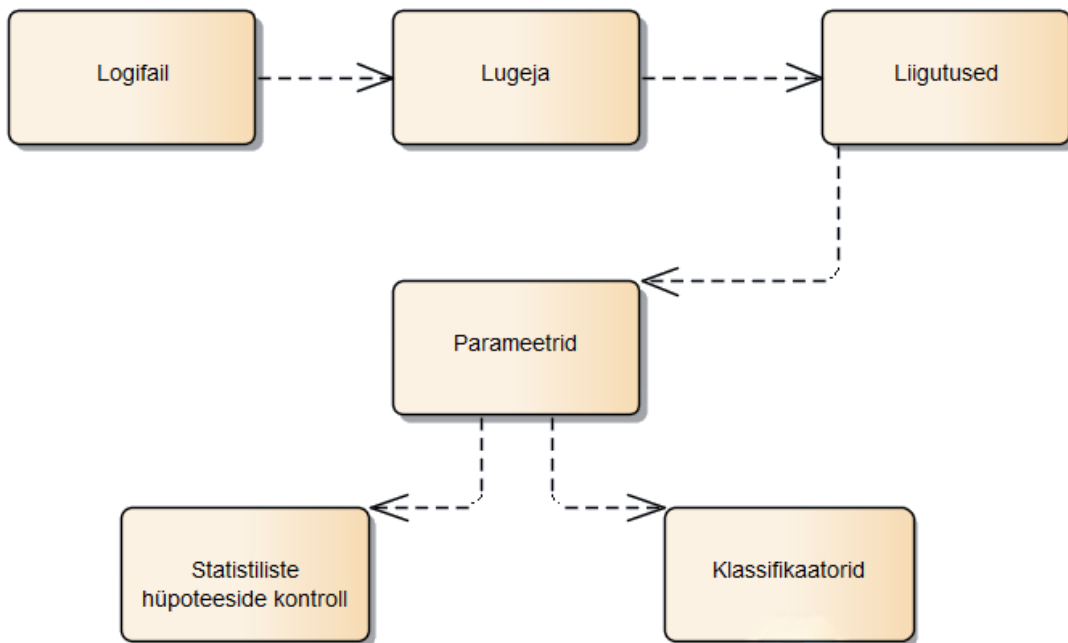 Logifail
Lugeja
Liigutused
Parameetrid
Statistiliste
hüpoteeside kontroll
Klassifikaatorid